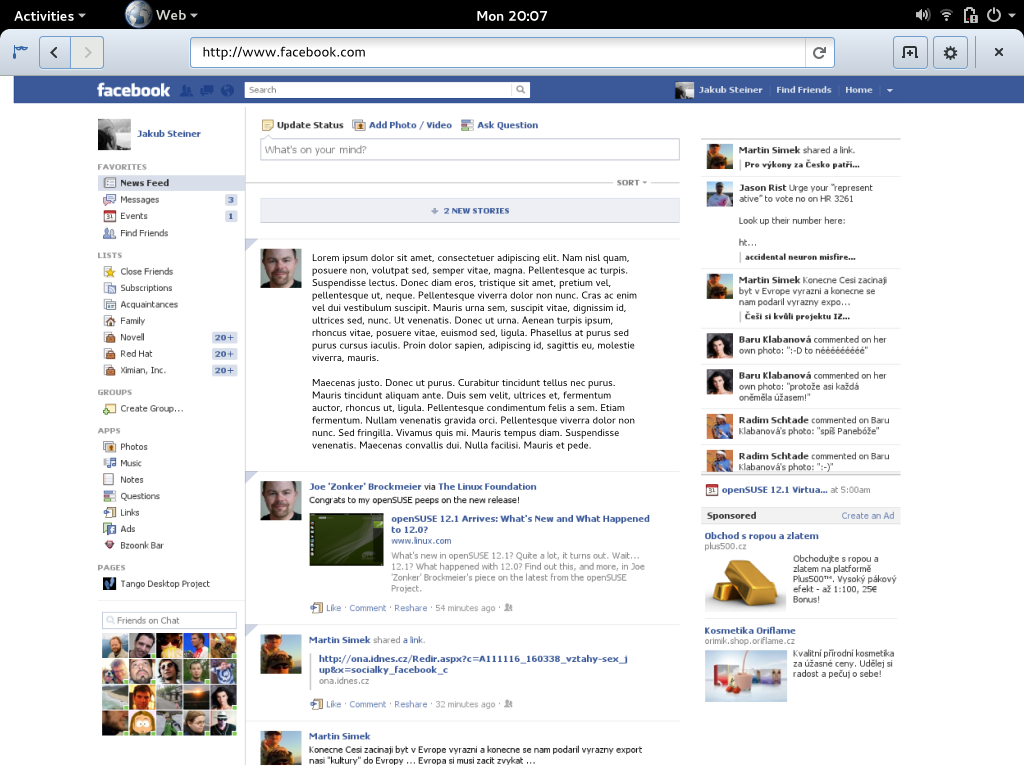 Activities
Web
Mon 20:07
http://www.facebook.com
facebook
Search
Jakub Steiner
Find Friends
Home
Jakub Steiner
FAVORITES
News Feed
Messages 3
Events 1
Find Friends
LISTS
Close Friends
Subscriptions
Acquaintances
Family
Novell 20+
Red Hat 20+
Ximian, Inc. 20+
GROUPS
Create Group...
APPS
Photos
Music
Notes
Questions
Links
Ads
Bzoonk Bar
PAGES
Tango Desktop Project
Friends on Chat
Update Status Add Photo / Video Ask Question
What's on your mind?
SORT
2 NEW STORIES
Lorem ipsum dolor sit amet, consectetuer adipiscing elit. Nam nisl quam,
posuere non, volutpat sed, semper vitae, magna. Pellentesque ac turpis.
Suspendisse lectus. Donec diam eros, tristique sit amet, pretium vel,
pellentesque ut, neque. Pellentesque viverra dolor non nunc. Cras ac enim
vel dui vestibulum suscipit. Mauris urna sem, suscipit vitae, dignissim id,
ultrices sed, nunc. Ut venenatis. Donec ut urna. Aenean turpis ipsum,
rhoncus vitae, posuere vitae, euismod sed, ligula. Phasellus at purus sed
purus cursus iaculis. Proin dolor sapien, adipiscing id, sagittis eu, molestie
viverra, mauris.
Maecenas justo. Donec ut purus. Curabitur tincidunt tellus nec purus.
Mauris tincidunt aliquam ante. Duis sem velit, ultrices et, fermentum
auctor, rhoncus ut, ligula. Pellentesque condimentum felis a sem. Etiam
fermentum. Nullam venenatis gravida orci. Pellentesque viverra dolor non
nunc. Sed fringilla. Vivamus quis mi. Mauris tempus diam. Suspendisse
venenatis. Maecenas convallis dui. Nulla facilisi. Mauris et pede.
Joe 'Zonker' Brockmeier via The Linux Foundation
Congrats to my openSUSE peeps on the new release!
openSUSE 12.1 Arrives: What's New and What Happened
to 12.0?
www.linux.com
What's new in openSUSE 12.1? Quite a lot, it turns out. Wait...
12.1? What happened with 12.0? Find out this, and more, in Joe
'Zonker' Brockmeier's piece on the latest from the openSUSE
Project.
Like · Comment · Reshare · 54 minutes ago ·
Martin Simek shared a link.
http://ona.idnes.cz/Redir.aspx?c=A111116_160338_vztahy-sex_j
up&x=socialky_facebook_c
ona.idnes.cz
Like · Comment · Reshare · 32 minutes ago ·
Martin Simek
Konecne Cesi zacinaji byt v Evrope vyrazni a konecne se nam podaril vyrazny export
nasi "kultury" do Evropy ... Evropa si musi zacit zvykat ...
Martin Simek shared a link.
Pro výkony za Česko patří...
Jason Rist Urge your "represent
ative" to vote no on HR 3261
Look up their number here:
ht...
accidental neuron misfire...
Martin Simek Konecne Cesi zacinaji
byt v Evrope vyrazni a konecne se
nam podaril vyrazny expo...
Češi si kvůli projektu IZ...
Baru Klabanová commented on her
own photo: ":-D to néééééééééé"
Baru Klabanová commented on her
own photo: "protože asi každá
oněměla úžasem!"
Radim Schtade commented on Baru
Klabanová's photo: "spíš Panebože"
Radim Schtade commented on Baru
Klabanová's photo: ":-)"
openSUSE 12.1 Virtua... at 5:00am
Sponsored Create an Ad
Obchod s ropou a zlatem
plus500.cz
Obchodujte s ropou a
zlatem na platformě
Plus500™. Vysoký pákový
efekt - až 1:100, 25€
Bonus!
Kosmetika Oriflame
orimik.shop.oriflame.cz
Kvalitní přírodní kosmetika
za úžasné ceny. Udělej si
radost a pečuj o sebe!